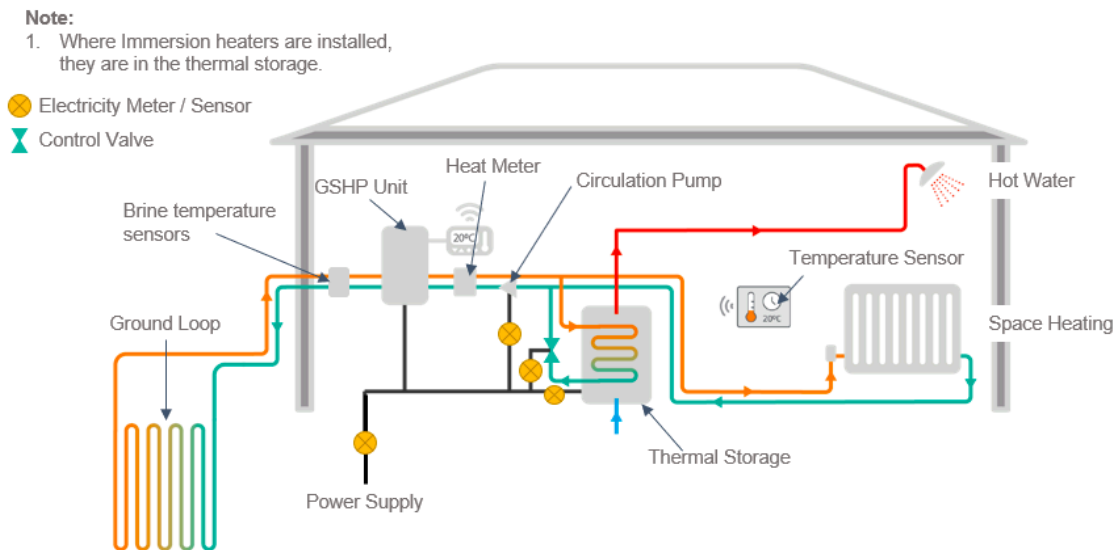 Note:
1. Where Immersion heaters are installed,
they are in the thermal storage.
Electricity Meter / Sensor
Control Valve
Heat Meter
GSHP Unit
Circulation Pump
Hot Water
Brine temperature
sensors
20ºC
Temperature Sensor
20ºC
Ground Loop
Space Heating
Thermal Storage
Power Supply